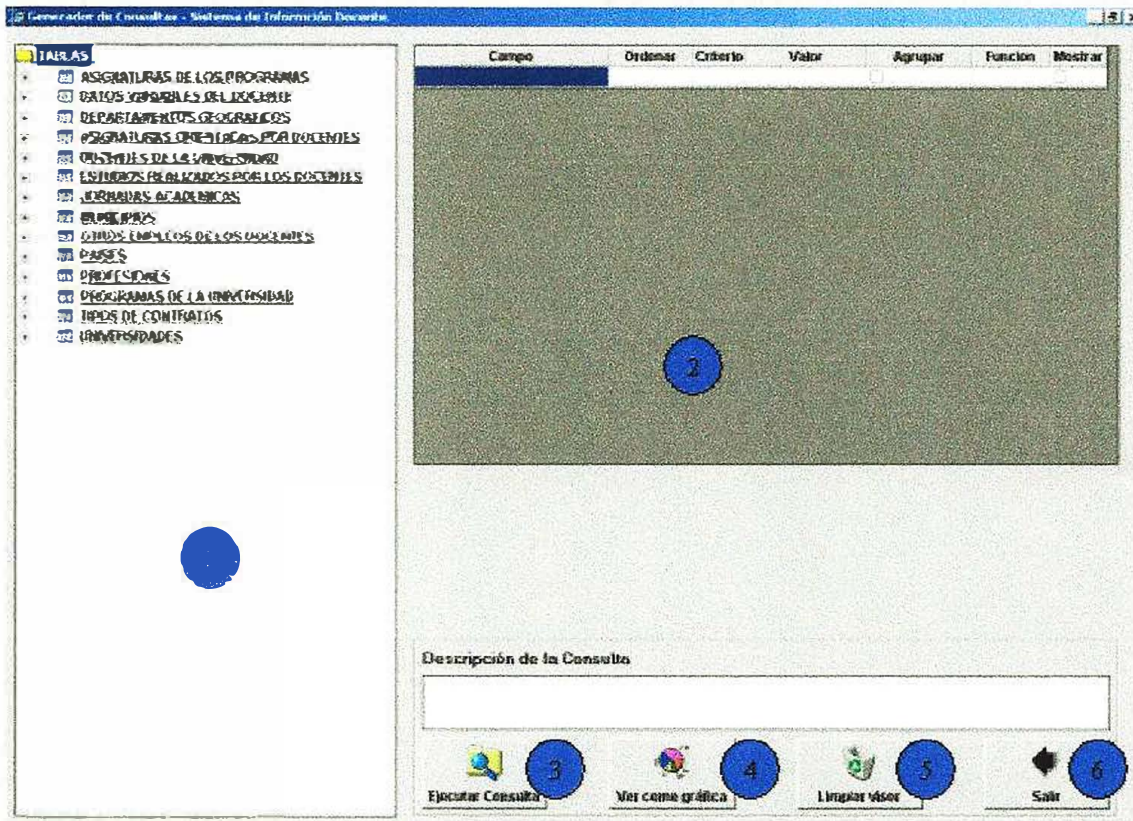 Generador de Consultas - Sistema de Información Docente
TABLAS
ASIGNATURAS DE LOS PROGRAMAS
DATOS VARIABLES DEL DOCENTE
DEPARTAMENTOS GEOGRAFICOS
ASIGNATURAS POR DOCENTES
DE LA UNIVERSIDAD
ESTUDIOS REALIZADOS POR LOS DOCENTES
JORNADAS ACADEMICAS
MUNICIPIOS
OTROS EMPLEOS DE LOS DOCENTES
PAISES
PROFESIONES
PROGRAMAS DE LA UNIVERSIDAD
TIPOS DE CONTRATOS
UNIVERSIDADES
Campo Ordenar Criterio Valor Agrupar Funcion Mostrar
2
Descripción de la Consulta
3 4 5 6
Ejecutar Consulta Ver como gráfica Limpiar visor Salir